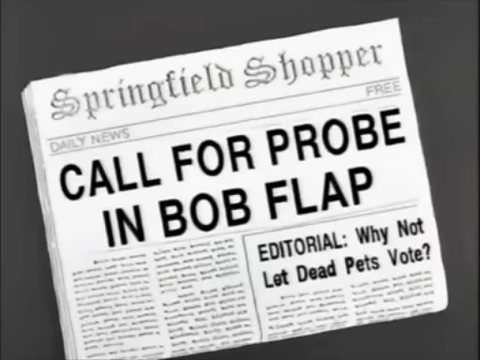 Springfield Shopper
DAILY NEWS
FREE
CALL FOR PROBE
IN BOB FLAP
EDITORIAL: Why Not
Let Dead Pets Vote?